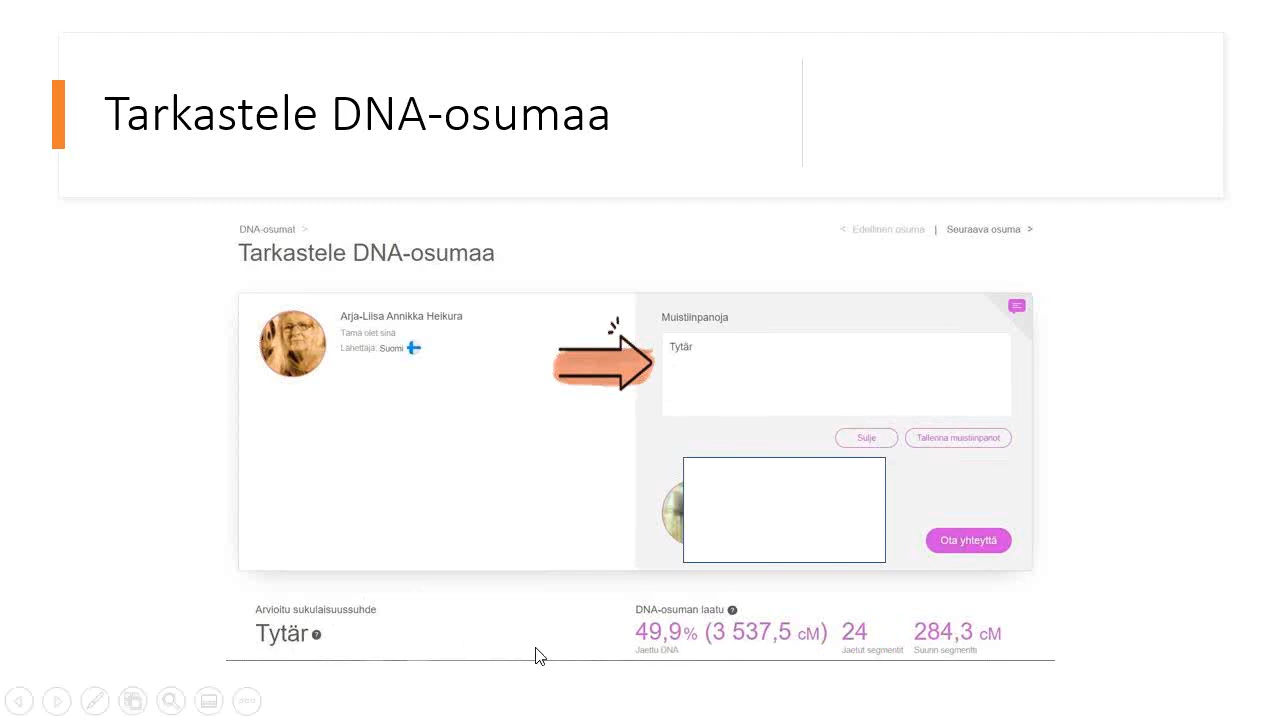 Tarkastele DNA-osumaa
DNA-osumat >
< Edellinen osuma | Seuraava osuma >
Tarkastele DNA-osumaa
Arja-Liisa Annikka Heikura
Tämä olet sinä
Lähettäjä: Suomi
Muistiinpanoja
Tytär
Sulje
Tallenna muistiinpanot
Ota yhteyttä
Arvioitu sukulaisuussuhde
Tytär ?
DNA-osuman laatu ?
49,9% (3 537,5 cM) 24 284,3 cM
Jaettu DNA Jaetut segmentit Suurin segmentti